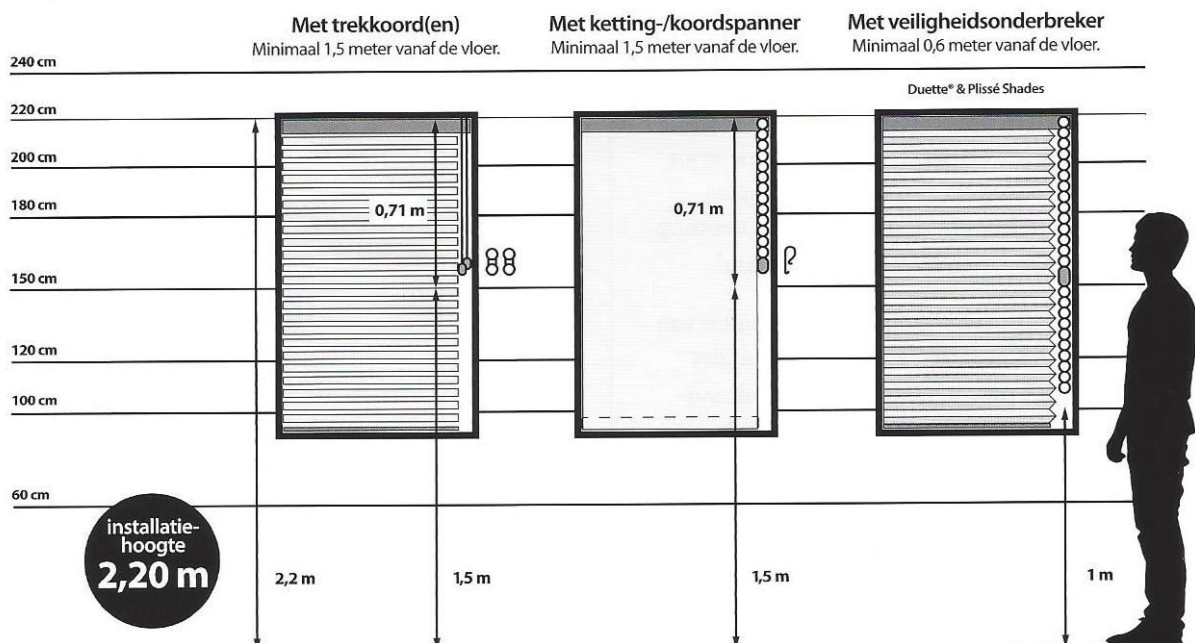 Met trekkoord(en)
Minimaal 1,5 meter vanaf de vloer.
Met ketting-/koordspanner
Minimaal 1,5 meter vanaf de vloer.
Met veiligheidsonderbreker
Minimaal 0,6 meter vanaf de vloer.
Duette® & Plissé Shades
240 cm
220 cm
200 cm
180 cm
150 cm
120 cm
100 cm
60 cm
0,71 m
0,71 m
installatie-
hoogte
2,20 m
2,2 m
1,5 m
1,5 m
1 m